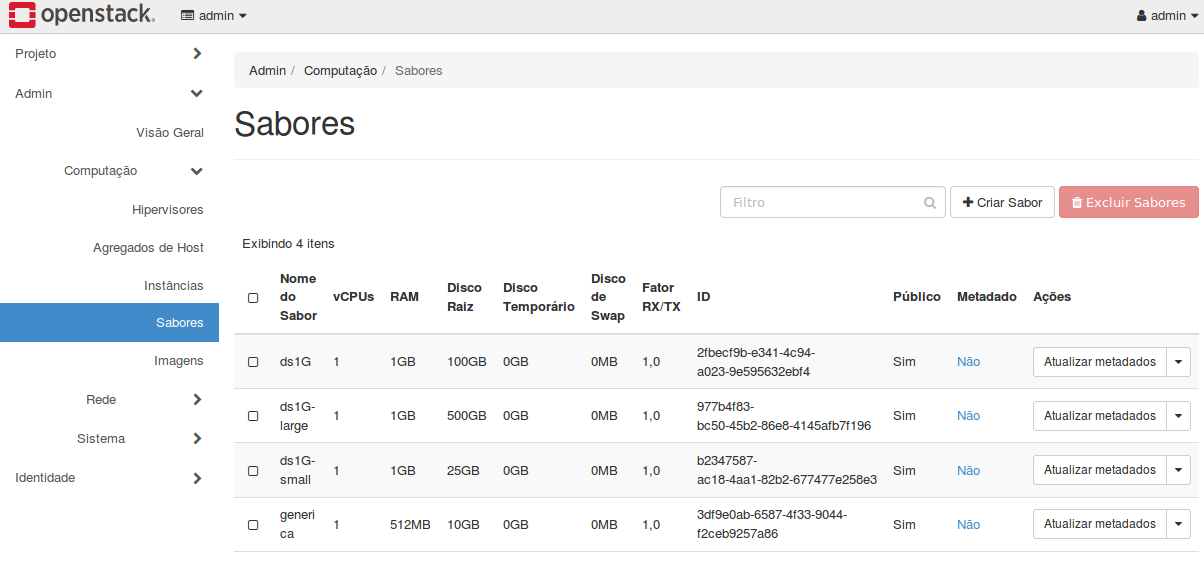 openstack. admin admin
Projeto
Admin
Visão Geral
Computação
Hipervisores
Agregados de Host
Instâncias
Sabores
Imagens
Rede
Sistema
Identidade
Admin / Computação / Sabores
Sabores
Filtro Criar Sabor Excluir Sabores
Exibindo 4 itens
Nome do Sabor vCPUs RAM Disco Raiz Disco Temporário Disco de Swap Fator RX/TX ID Público Metadado Ações
ds1G 1 1GB 100GB 0GB 0MB 1,0 2fbecf9b-e341-4c94-a023-9e595632ebf4 Sim Não Atualizar metadados
ds1G-large 1 1GB 500GB 0GB 0MB 1,0 977b4f83-bc50-45b2-86e8-4145afb7f196 Sim Não Atualizar metadados
ds1G-small 1 1GB 25GB 0GB 0MB 1,0 b2347587-ac18-4aa1-82b2-677477e258e3 Sim Não Atualizar metadados
generica 1 512MB 10GB 0GB 0MB 1,0 3df9e0ab-6587-4f33-9044-f2ceb9257a86 Sim Não Atualizar metadados